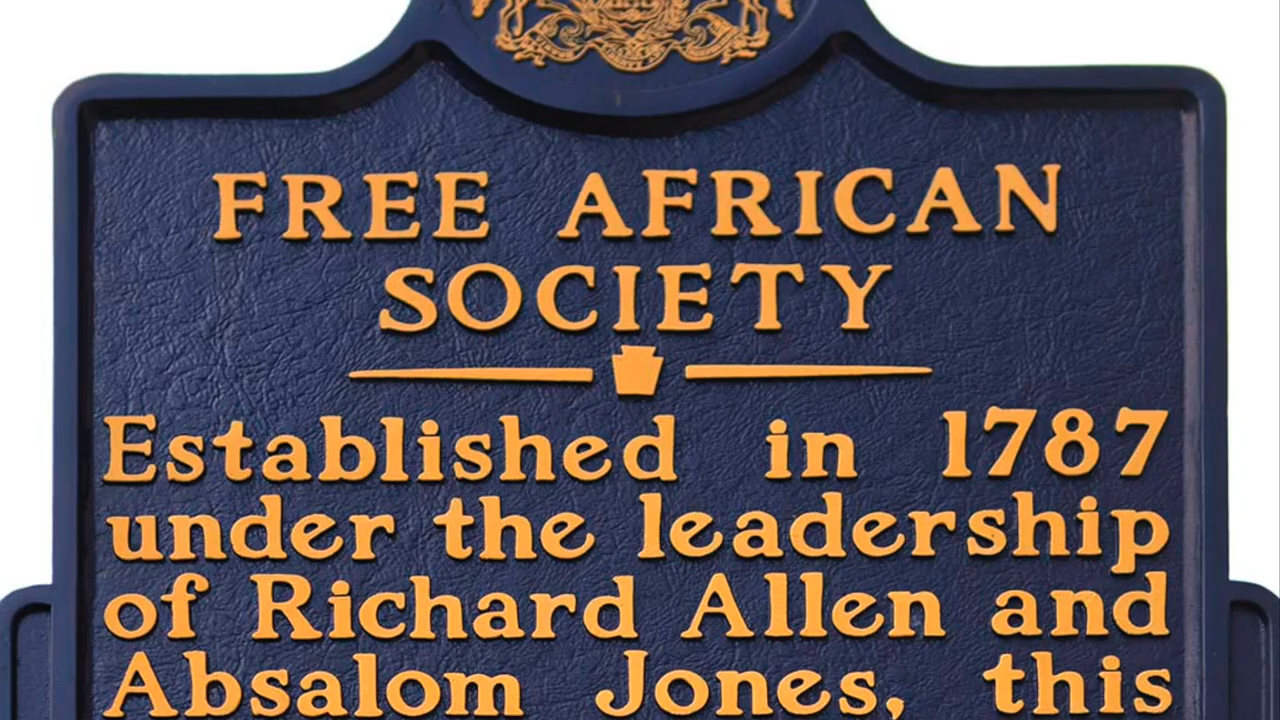 FREE AFRICAN
SOCIETY
Established in 1787
under the leadership
of Richard Allen and
Absalom Jones, this